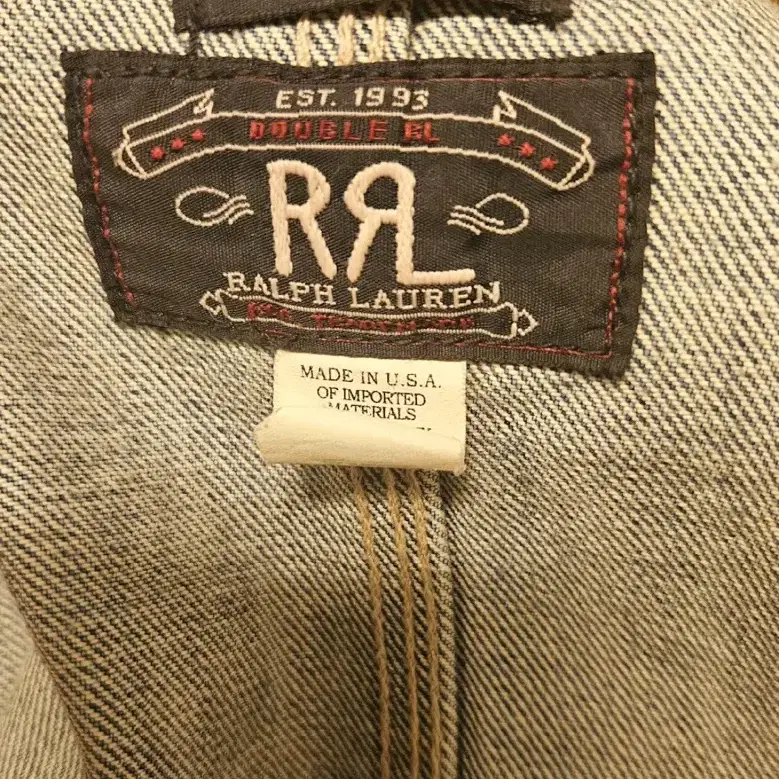 EST. 1993
DOUBLE RL
RRL
RALPH LAUREN
MADE IN U.S.A.
OF IMPORTED
MATERIALS